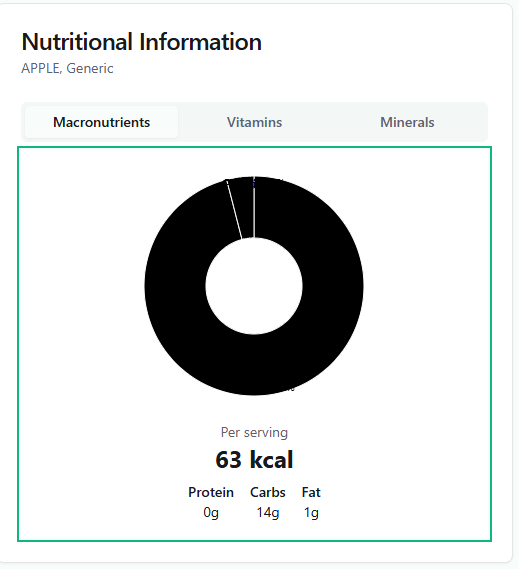 Nutritional Information
APPLE, Generic
Macronutrients Vitamins Minerals
Per serving
63 kcal
Protein Carbs Fat
0g 14g 1g